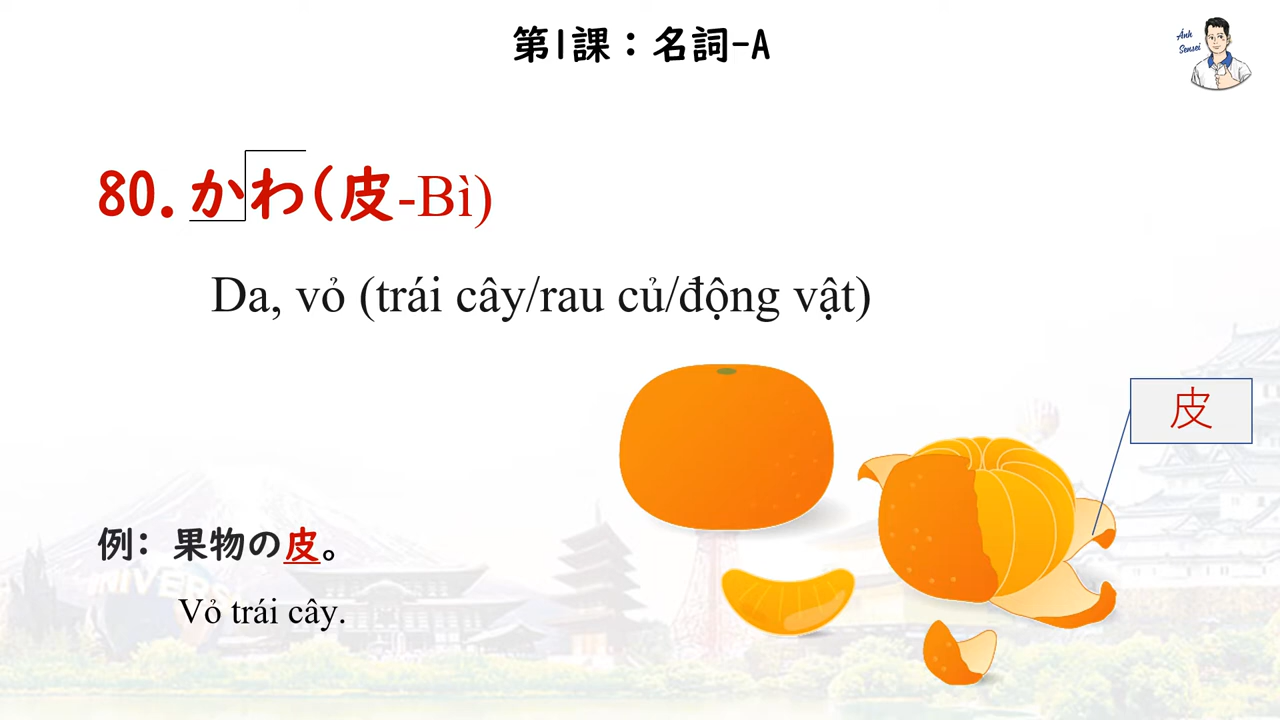 第1課：名詞-A
Ánh
Sensei
80.かわ(皮-Bì)
Da, vỏ (trái cây/rau củ/động vật)
皮
例：果物の皮。
Vỏ trái cây.